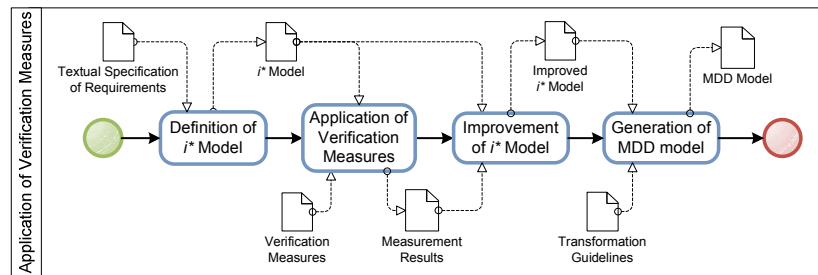 Application of Verification Measures
Textual Specification
of Requirements
i* Model
Improved
i* Model
MDD Model
Definition of
i* Model
Application of
Verification
Measures
Improvement
of i* Model
Generation of
MDD model
Verification
Measures
Measurement
Results
Transformation
Guidelines